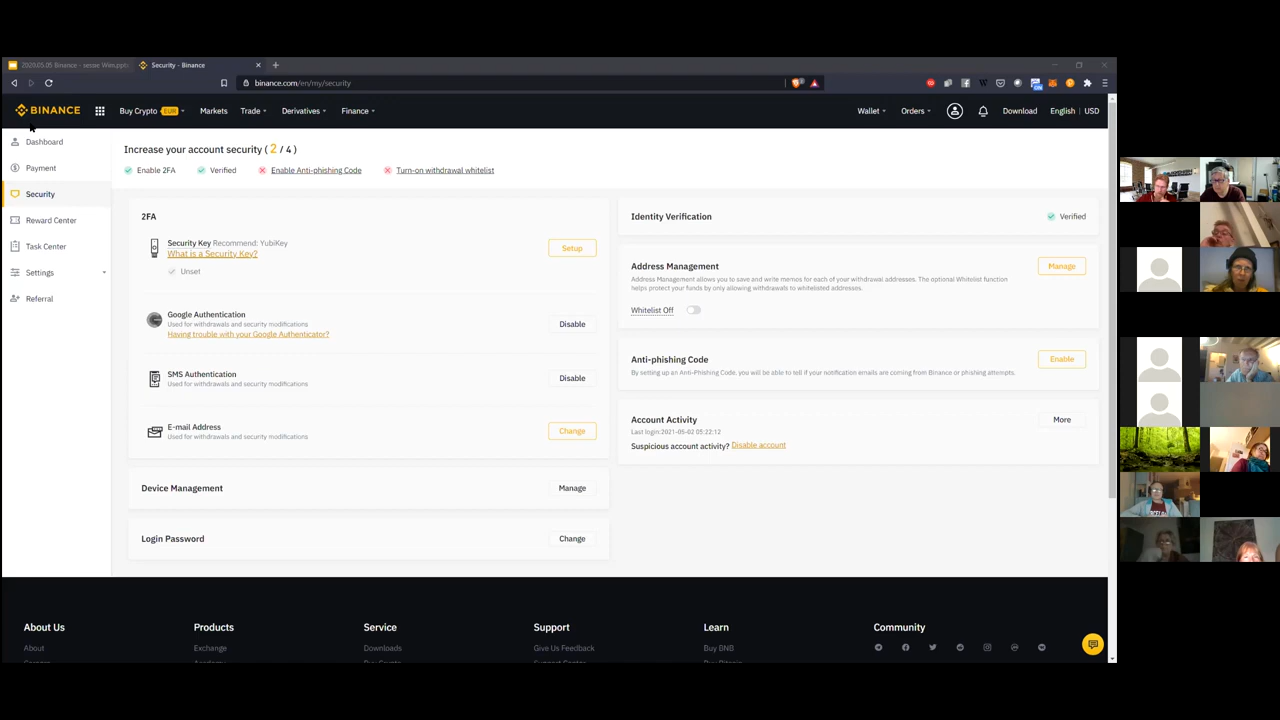 2020.05.05 Binance - secoe Wim.pptx
Security - Binance
binance.com/en/my/security
BINANCE
Buy Crypto EUR
Markets
Trade
Derivatives
Finance
Wallet
Orders
Download
English | USD
Dashboard
Payment
Security
Reward Center
Task Center
Settings
Referral
Increase your account security ( 2 / 4 )
Enable 2FA
Verified
Enable Anti-phishing Code
Turn-on withdrawal whitelist
2FA
Security Key Recommend: YubiKey
What is a Security Key?
Unset
Setup
Google Authentication
Used for withdrawals and security modifications
Having trouble with your Google Authenticator?
Disable
SMS Authentication
Used for withdrawals and security modifications
Disable
E-mail Address
Used for withdrawals and security modifications
Change
Device Management
Manage
Login Password
Change
Identity Verification
Verified
Address Management
Address Management allows you to save and write memos for each of your withdrawal addresses. The optional Whitelist function
helps protect your funds by only allowing withdrawals to whitelisted addresses.
Manage
Whitelist Off
Anti-phishing Code
By setting up an Anti-Phishing Code, you will be able to tell if your notification emails are coming from Binance or phishing attempts.
Enable
Account Activity
Last login:2021-05-02 05:22:12
Suspicious account activity? Disable account
More
About Us
Products
Service
Support
Learn
Community
About
Exchange
Downloads
Give Us Feedback
Buy BNB